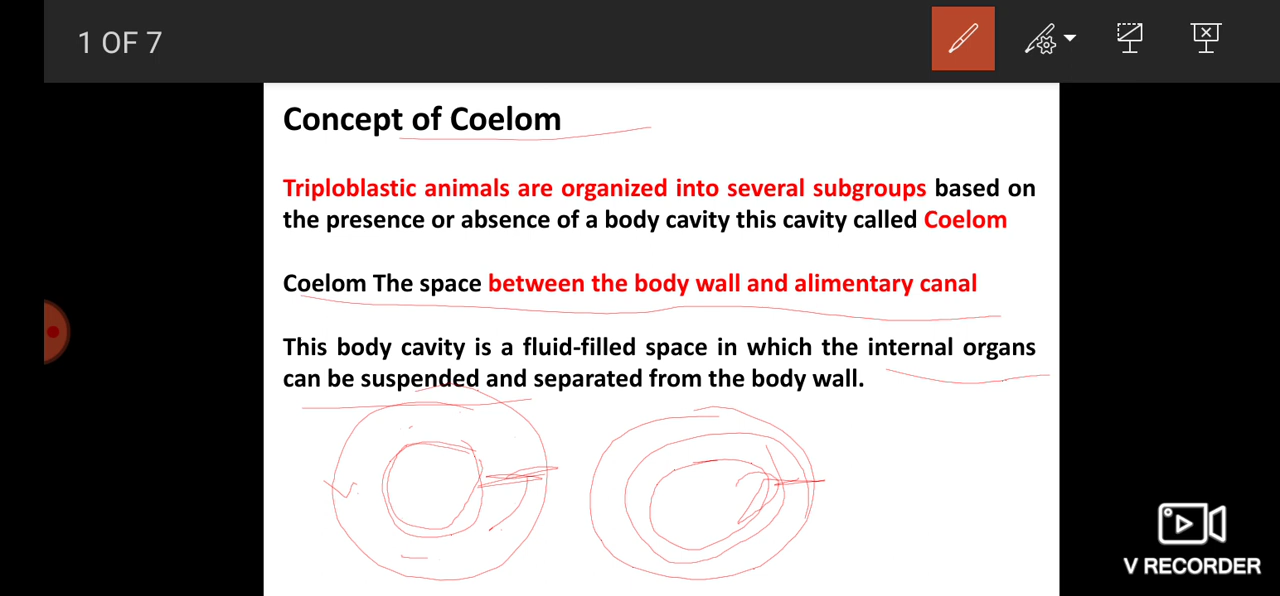 1 OF 7
Concept of Coelom
Triploblastic animals are organized into several subgroups based on
the presence or absence of a body cavity this cavity called Coelom
Coelom The space between the body wall and alimentary canal
This body cavity is a fluid-filled space in which the internal organs
can be suspended and separated from the body wall.
V RECORDER